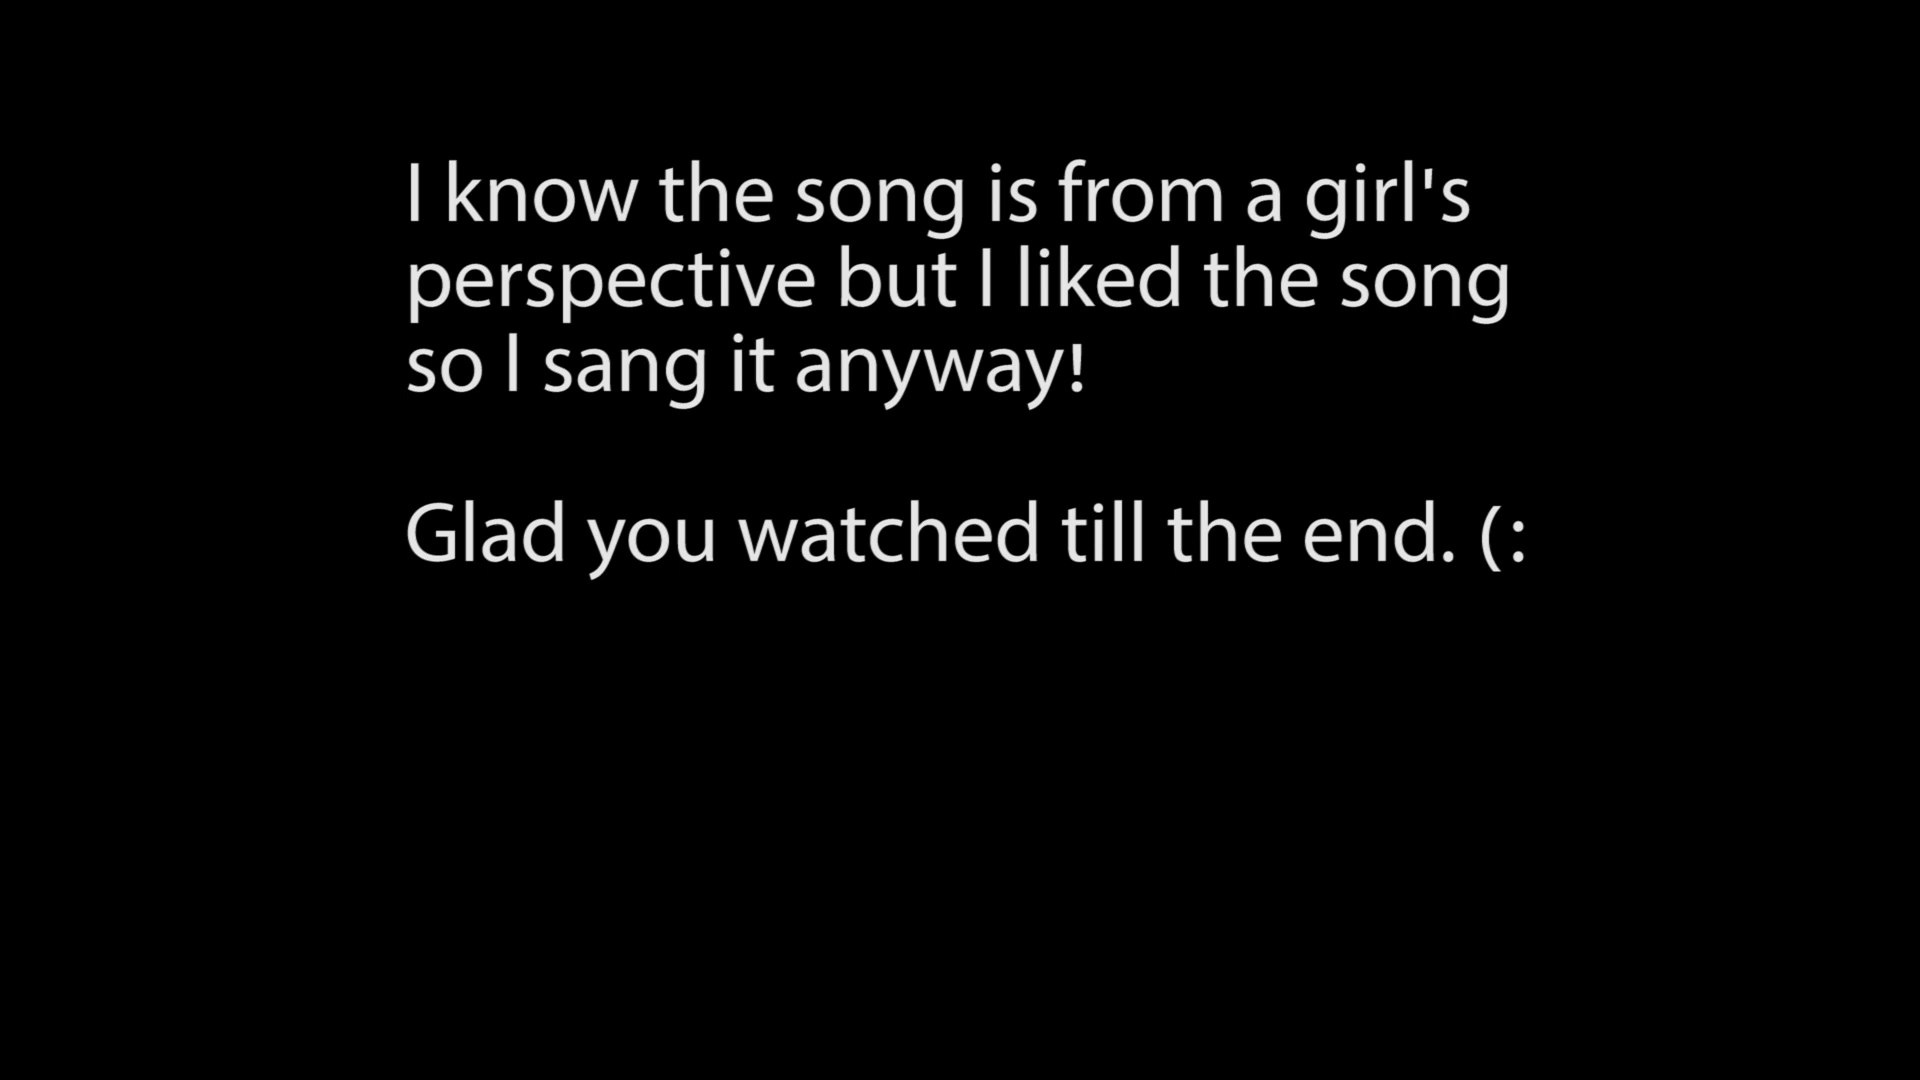 I know the song is from a girl's
perspective but I liked the song
so I sang it anyway!
Glad you watched till the end. (: